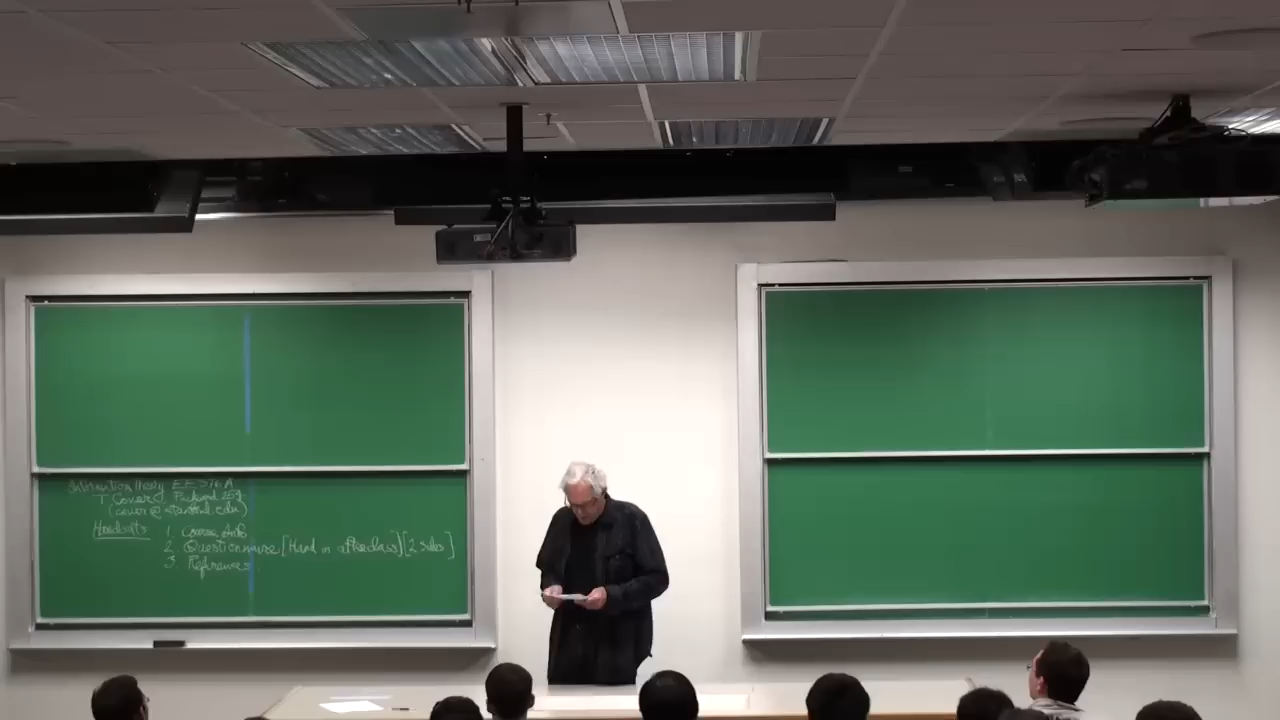 Information Theory EE376A
T. Cover Packard 254
(cover@stanford.edu)
Handouts 1. Course Info
2. Questionnaire [Hand in after class] [2 sides]
3. References